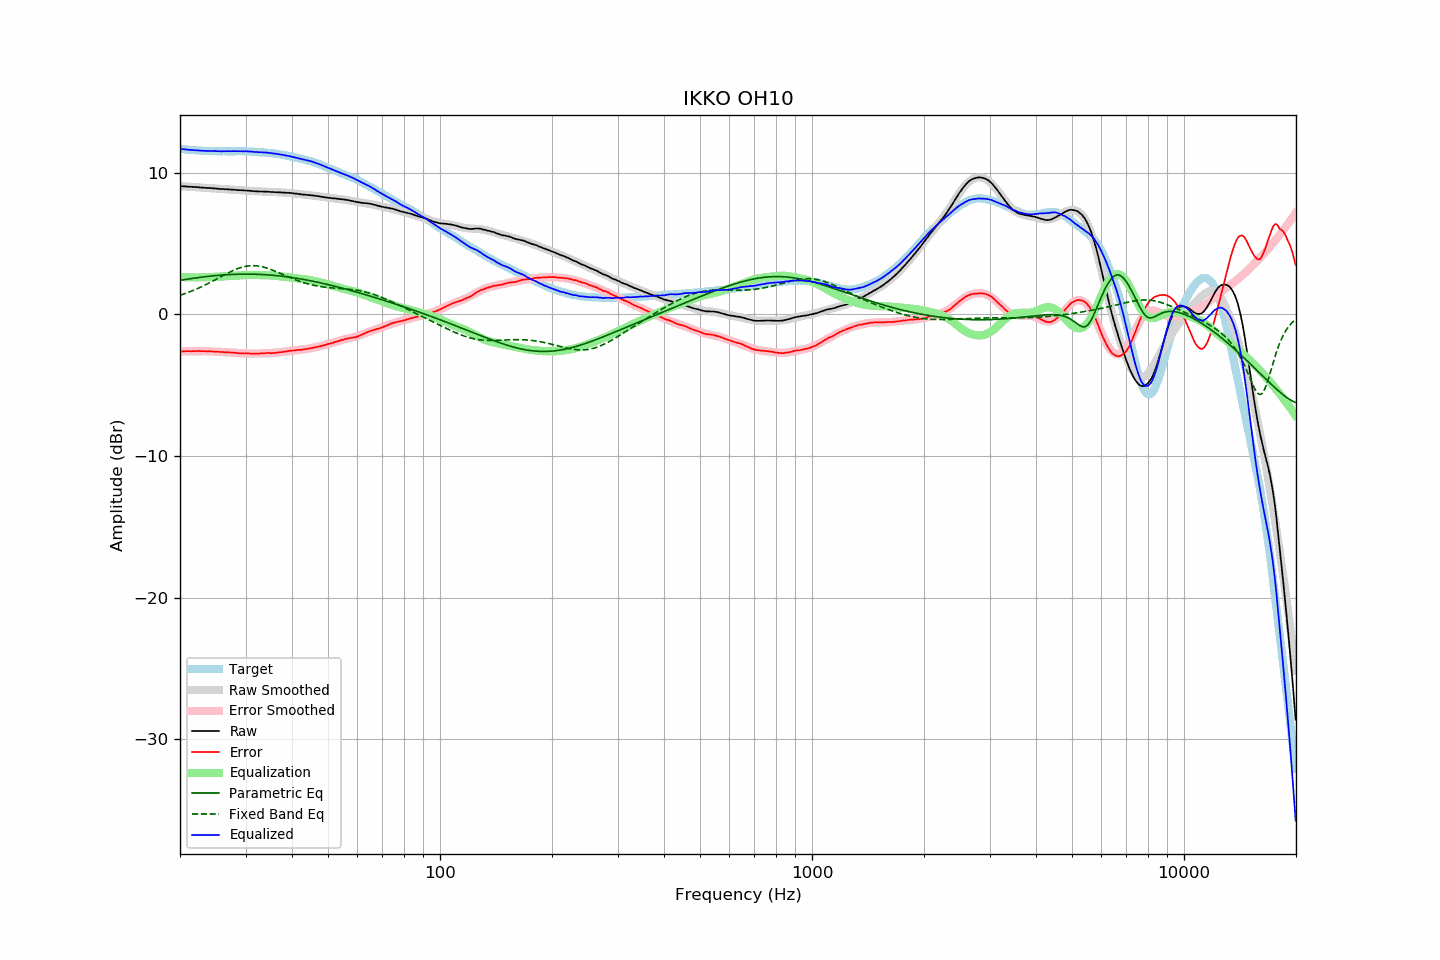 IKKO OH10
Amplitude (dBr)
10
0
−10
−20
−30
Target
Raw Smoothed
Error Smoothed
Raw
Error
Equalization
Parametric Eq
Fixed Band Eq
Equalized
100
1000
10000
Frequency (Hz)